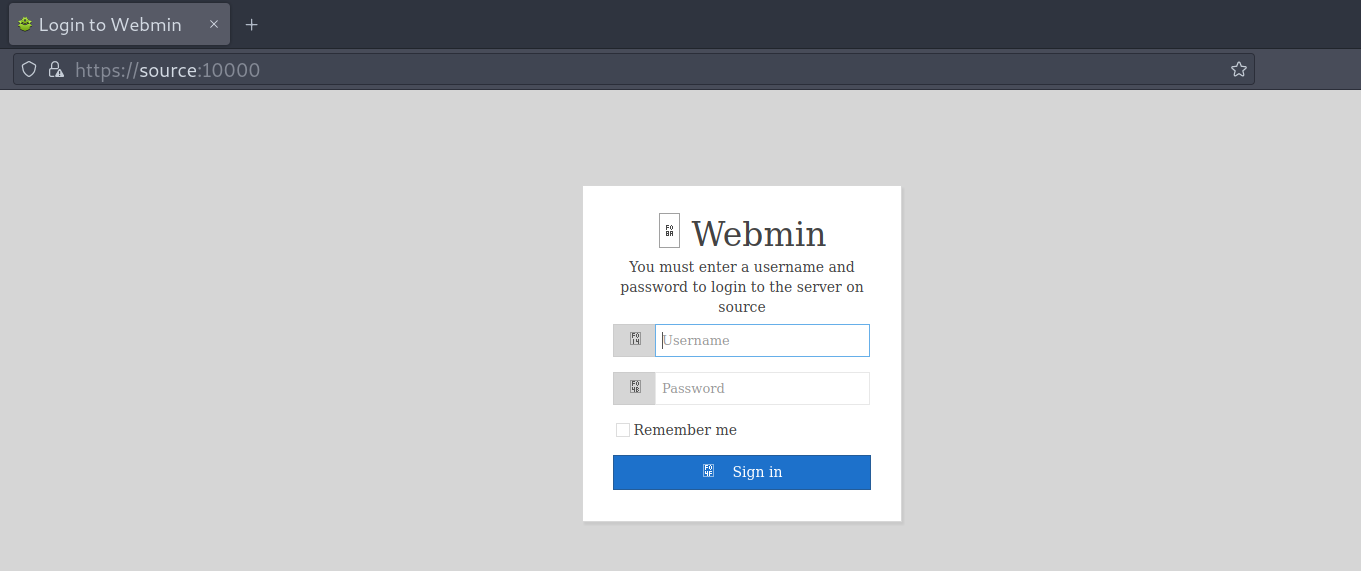 Login to Webmin
https://source:10000
Webmin
You must enter a username and
password to login to the server on
source
Username
Password
Remember me
Sign in